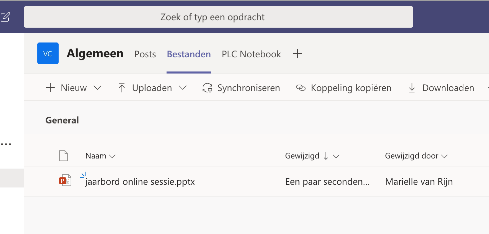 Zoek of typ een opdracht
VC Algemeen Posts Bestanden PLC Notebook
Nieuw Uploaden Synchroniseren Koppeling kopiëren Downloaden
General
Naam Gewijzigd Gewijzigd door
jaarbord online sessie.pptx Een paar seconden... Marielle van Rijn